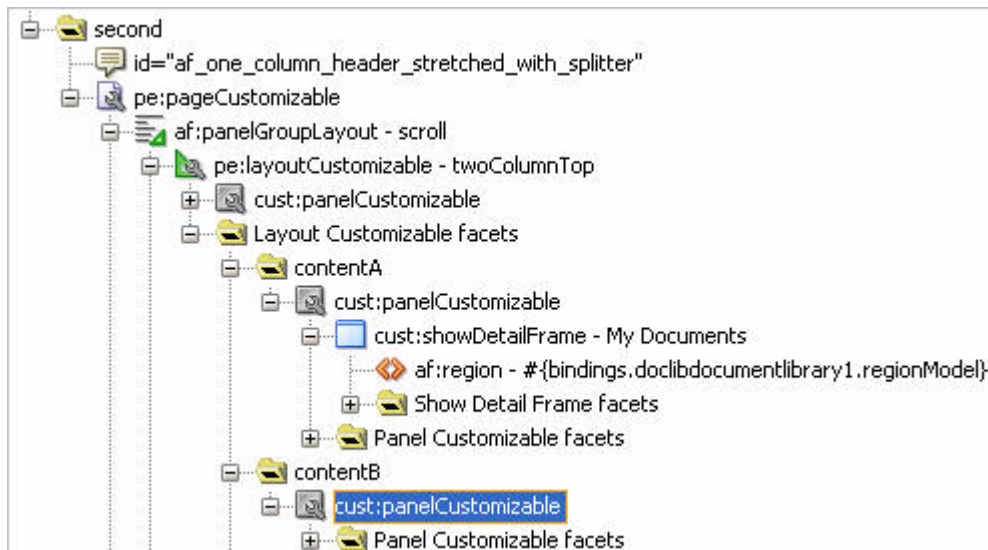 second
id="af_one_column_header_stretched_with_splitter"
pe:pageCustomizable
af:panelGroupLayout - scroll
pe:layoutCustomizable - twoColumnTop
cust:panelCustomizable
Layout Customizable facets
contentA
cust:panelCustomizable
cust:showDetailFrame - My Documents
af:region - #{bindings.doclibdocumentlibrary1.regionModel}
Show Detail Frame facets
Panel Customizable facets
contentB
cust:panelCustomizable
Panel Customizable facets